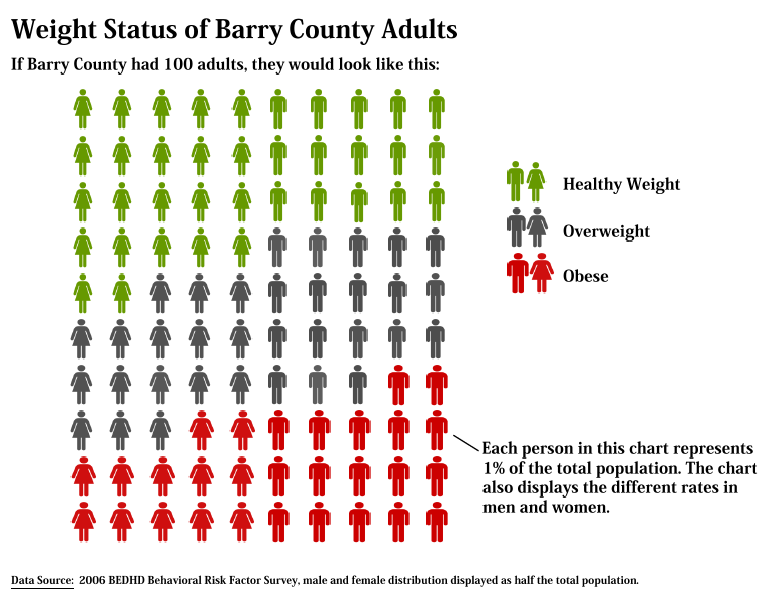 Weight Status of Barry County Adults
If Barry County had 100 adults, they would look like this:
Healthy Weight
Overweight
Obese
Each person in this chart represents
1% of the total population. The chart
also displays the different rates in
men and women.
Data Source: 2006 BEDHD Behavioral Risk Factor Survey, male and female distribution displayed as half the total population.